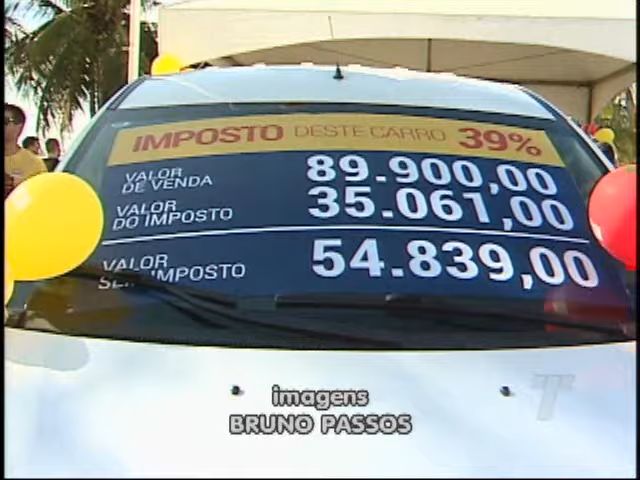 IMPOSTO DESTE CARRO 39%
VALOR DE VENDA 89.900,00
VALOR DO IMPOSTO 35.061,00
VALOR SEM IMPOSTO 54.839,00
imagens
BRUNO PASSOS